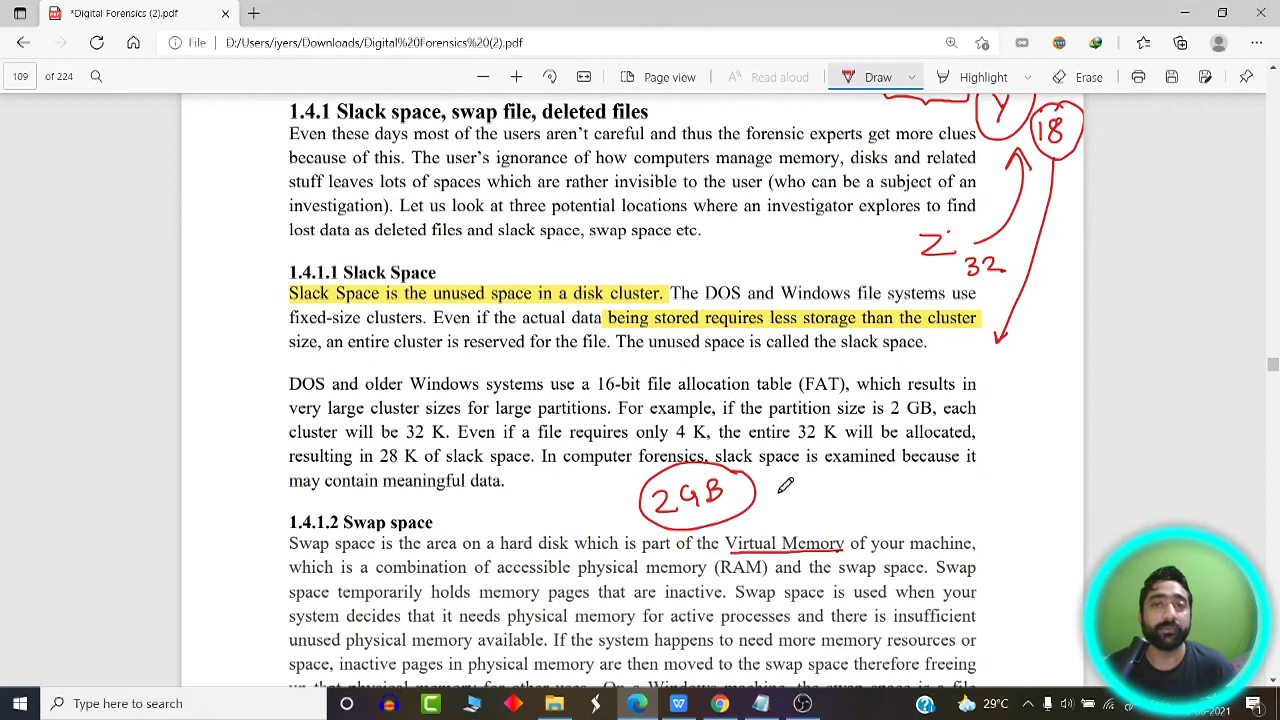 *Digital Forensics (2).pdf
File
D:/Users/iyers/Downloads/Digital%20Forensics%20(2).pdf
109
of 224
Page view
Read aloud
Draw
Highlight
Erase
1.4.1 Slack space, swap file, deleted files
Even these days most of the users aren't careful and thus the forensic experts get more clues
because of this. The user's ignorance of how computers manage memory, disks and related
stuff leaves lots of spaces which are rather invisible to the user (who can be a subject of an
investigation). Let us look at three potential locations where an investigator explores to find
lost data as deleted files and slack space, swap space etc.
Y
18
Z
32
1.4.1.1 Slack Space
Slack Space is the unused space in a disk cluster. The DOS and Windows file systems use
fixed-size clusters. Even if the actual data being stored requires less storage than the cluster
size, an entire cluster is reserved for the file. The unused space is called the slack space.
DOS and older Windows systems use a 16-bit file allocation table (FAT), which results in
very large cluster sizes for large partitions. For example, if the partition size is 2 GB, each
cluster will be 32 K. Even if a file requires only 4 K, the entire 32 K will be allocated,
resulting in 28 K of slack space. In computer forensics, slack space is examined because it
may contain meaningful data.
2GB
1.4.1.2 Swap space
Swap space is the area on a hard disk which is part of the Virtual Memory of your machine,
which is a combination of accessible physical memory (RAM) and the swap space. Swap
space temporarily holds memory pages that are inactive. Swap space is used when your
system decides that it needs physical memory for active processes and there is insufficient
unused physical memory available. If the system happens to need more memory resources or
space, inactive pages in physical memory are then moved to the swap space therefore freeing
Type here to search
29°C
ENG